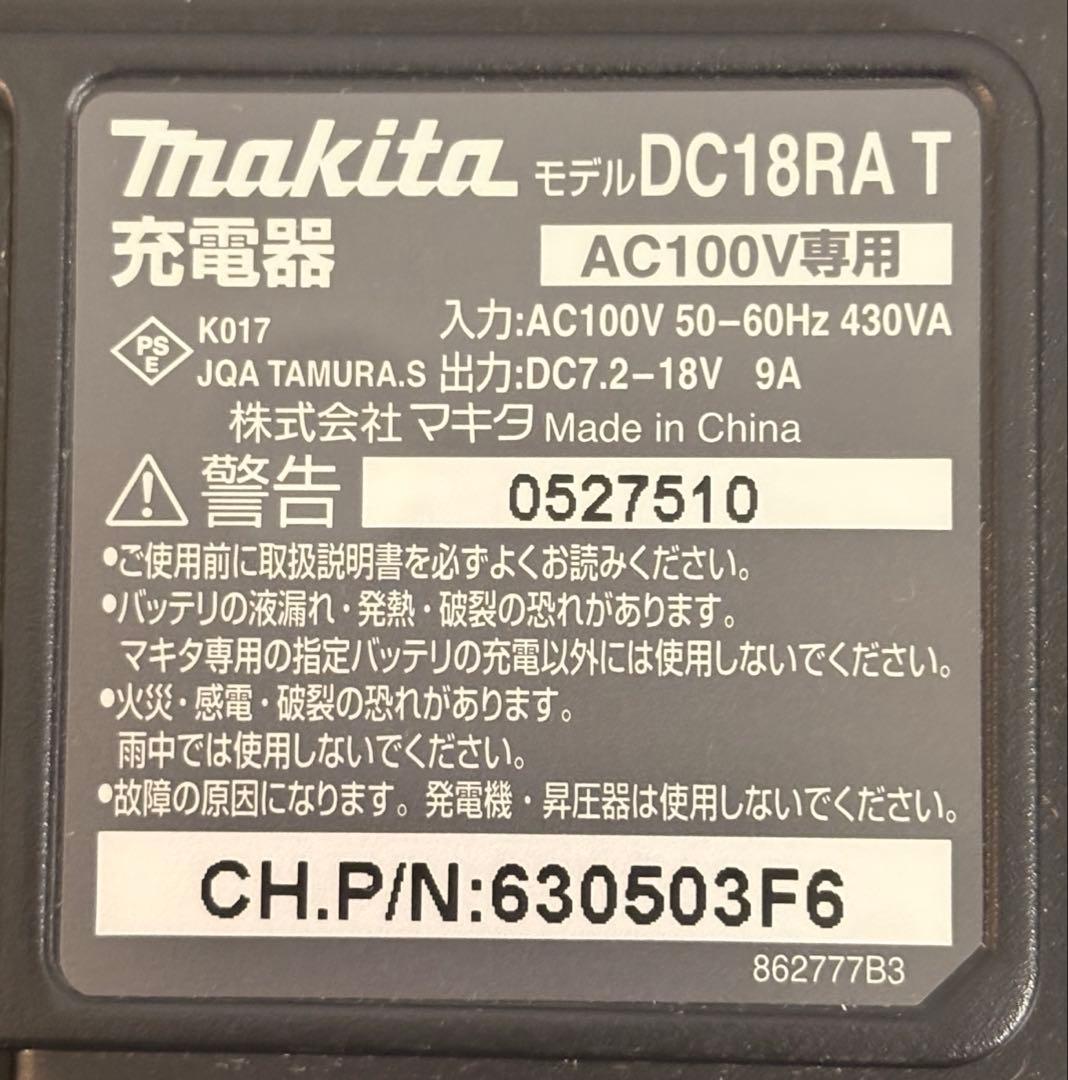 makita モデルDC18RA T
充電器
AC100V専用
PSE K017 入力:AC100V 50–60Hz 430VA
JQA TAMURA.S 出力:DC7.2–18V 9A
株式会社マキタ Made in China
警告 0527510
•ご使用前に取扱説明書を必ずよくお読みください。
•バッテリの液漏れ・発熱・破裂の恐れがあります。
マキタ専用の指定バッテリの充電以外には使用しないでください。
•火災・感電・破裂の恐れがあります。
雨中では使用しないでください。
•故障の原因になります。発電機・昇圧器は使用しないでください。
CH.P/N:630503F6
862777B3